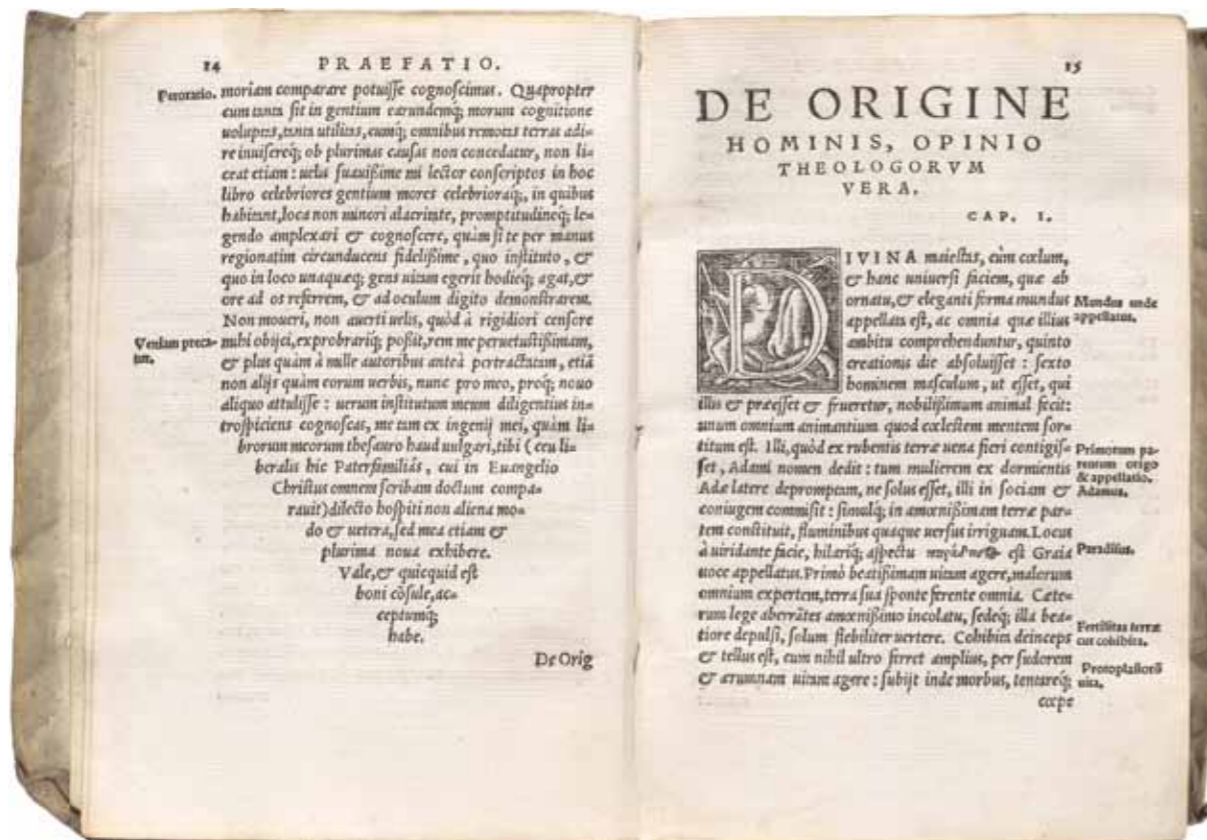 14 PRAEFATIO.
Peroratio. moriam comparare potuisse cognoscimus. Quapropter
cum tanta sit in gentium earundemq; morum cognitione
uoluptas, tanta utilitas, cumq; omnibus remotas terras adi=
re inuisereq; ob plurimas causas non concedatur, non li=
ceat etiam: uelis suauißime mi lector conscriptos in hoc
libro celebriores gentium mores celebrioraq;, in quibus
habitant, loca non minori alacritate, promptitudineq; le=
gendo amplexari & cognoscere, quàm si te per manus
regionatim circunducens fidelißime, quo instituto, &
quo in loco unaquæq; gens uitam egerit hodieq; agat, &
ore ad os referrem, & ad oculum digito demonstrarem.
Non moueri, non auerti uelis, quòd à rigidiori censore
Veniam preca= mihi obijci, exprobrariq; poßit, rem me peruetustißimam,
tur. & plus quàm à mille autoribus anteà pertractatam, etiā
non alijs quàm eorum uerbis, nunc pro meo, proq; nouo
aliquo attulisse: uerum institutum meum diligentius in=
trospiciens cognoscas, me tam ex ingenij mei, quàm li=
brorum meorum thesauro haud uulgari, tibi (ceu li=
beralis hic Paterfamiliâs, cui in Euangelio
Christus omnem scribam doctum compa=
rauit) dilecto hospiti non aliena mo=
do & uetera, sed mea etiam &
plurima noua exhibere.
Vale, & quicquid est
boni cōsule, ac=
ceptumq;
habe.
De Orig
15
DE ORIGINE
HOMINIS, OPINIO
THEOLOGORVM
VERA.
CAP. I.
DIVINA maiestas, cùm cœlum,
& hanc uniuersi faciem, quæ ab
ornatu, & eleganti forma mundus Mundus unde
appellata est, ac omnia quæ illius appellatus.
ambitu comprehenduntur, quinto
creationis die absoluisset: sexto
hominem masculum, ut esset, qui
illis & præesset & frueretur, nobilißimum animal fecit:
unum omnium animantium quod cœlestem mentem sor=
titum est. Illi, quòd ex rubentis terræ uena fieri contigis= Primorum pa=
set, Adami nomen dedit: tum mulierem ex dormientis rentum origo
Adæ latere depromptam, ne solus esset, illi in sociam & & appellatio.
coniugem commisit: simulq; in amœnißimam terræ par= Adamus.
tem constituit, fluminibus quaque uersus irriguam. Locus
à uiridante facie, hilariq; aspectu est Graia Paradisus.
uoce appellatus. Primò beatißimam uitam agere, malorum
omnium expertem, terra sua sponte ferente omnia. Cæte=
rum lege aberrātes amœnißimo incolatu, sedeq; illa bea= Fertilitas terræ
tiore depulsi, solum flebiliter uertere. Cohibita deinceps cur cohibita.
& tellus est, cum nihil ultro ferret amplius, per sudorem Protoplastorū
& ærumnam uitam agere: subijt inde morbus, tentareq; uita.
cœpe